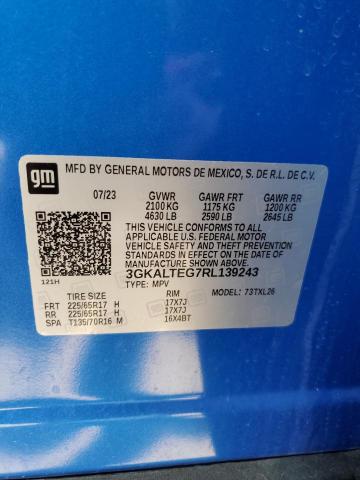 gm
MFD BY GENERAL MOTORS DE MEXICO, S. DE R.L. DE C.V.
07/23 GVWR GAWR FRT GAWR RR
2100 KG 1175 KG 1200 KG
4630 LB 2590 LB 2645 LB
THIS VEHICLE CONFORMS TO ALL
APPLICABLE U.S. FEDERAL MOTOR
VEHICLE SAFETY AND THEFT PREVENTION
STANDARDS IN EFFECT ON THE DATE OF
MANUFACTURE SHOWN ABOVE.
3GKALTEG7RL139243
121H
TYPE: MPV MODEL: 73TXL26
TIRE SIZE RIM
FRT 225/65R17 H 17X7J
RR 225/65R17 H 17X7J
SPA T135/70R16 M 16X4BT